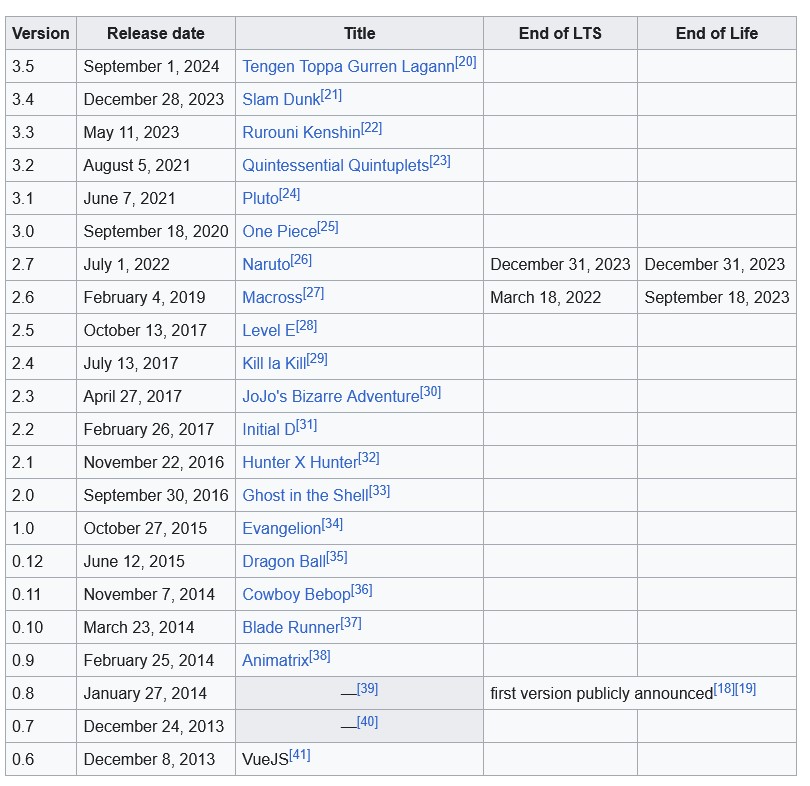 Version Release date Title End of LTS End of Life
3.5 September 1, 2024 Tengen Toppa Gurren Lagann[20]
3.4 December 28, 2023 Slam Dunk[21]
3.3 May 11, 2023 Rurouni Kenshin[22]
3.2 August 5, 2021 Quintessential Quintuplets[23]
3.1 June 7, 2021 Pluto[24]
3.0 September 18, 2020 One Piece[25]
2.7 July 1, 2022 Naruto[26] December 31, 2023 December 31, 2023
2.6 February 4, 2019 Macross[27] March 18, 2022 September 18, 2023
2.5 October 13, 2017 Level E[28]
2.4 July 13, 2017 Kill la Kill[29]
2.3 April 27, 2017 JoJo's Bizarre Adventure[30]
2.2 February 26, 2017 Initial D[31]
2.1 November 22, 2016 Hunter X Hunter[32]
2.0 September 30, 2016 Ghost in the Shell[33]
1.0 October 27, 2015 Evangelion[34]
0.12 June 12, 2015 Dragon Ball[35]
0.11 November 7, 2014 Cowboy Bebop[36]
0.10 March 23, 2014 Blade Runner[37]
0.9 February 25, 2014 Animatrix[38]
0.8 January 27, 2014 —[39] first version publicly announced[18][19]
0.7 December 24, 2013 —[40]
0.6 December 8, 2013 VueJS[41]